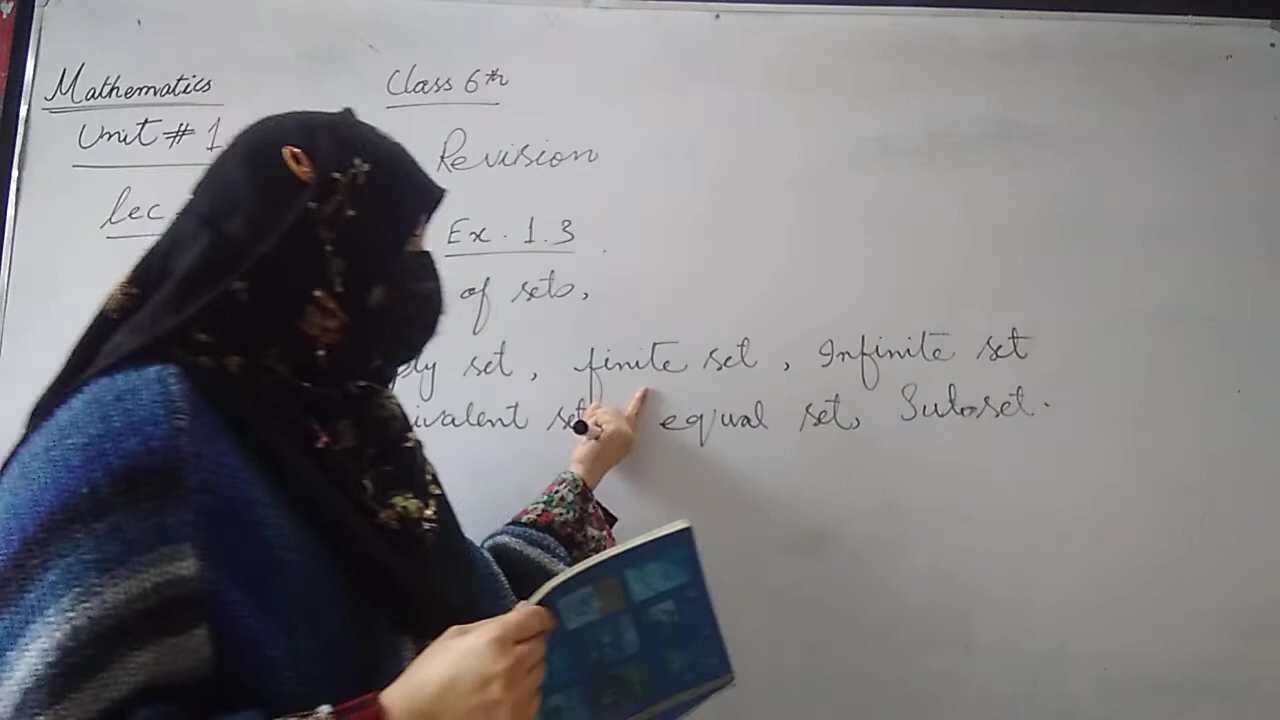 Mathematics Class 6th
Unit # 1 Revision
lec
Ex. 1.3
of sets,
set, finite set, Infinite set
set equal set, Subset.